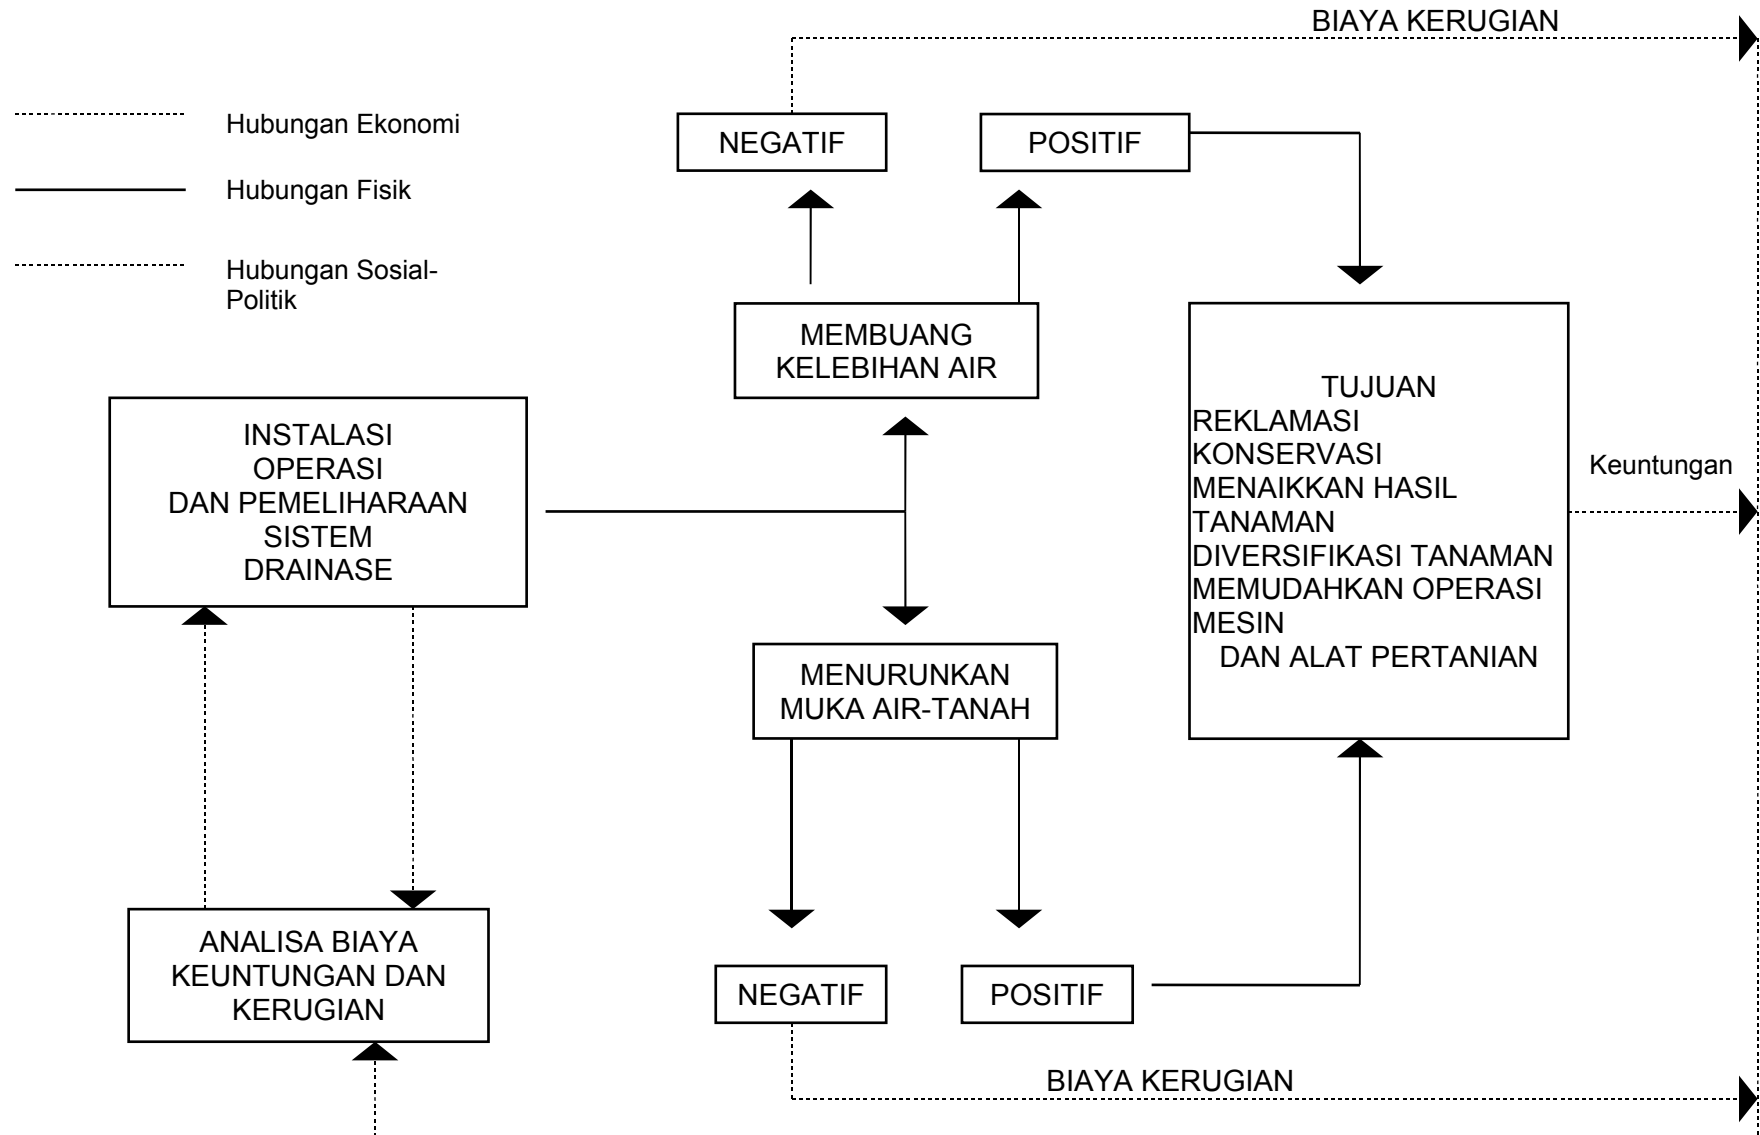 BIAYA KERUGIAN
Hubungan Ekonomi
NEGATIF
POSITIF
Hubungan Fisik
Hubungan Sosial-
Politik
MEMBUANG
KELEBIHAN AIR
INSTALASI
OPERASI
DAN PEMELIHARAAN
SISTEM
DRAINASE
TUJUAN
REKLAMASI
KONSERVASI
MENAIKKAN HASIL
TANAMAN
DIVERSIFIKASI TANAMAN
MEMUDAHKAN OPERASI
MESIN
DAN ALAT PERTANIAN
Keuntungan
MENURUNKAN
MUKA AIR-TANAH
ANALISA BIAYA
KEUNTUNGAN DAN
KERUGIAN
NEGATIF
POSITIF
BIAYA KERUGIAN